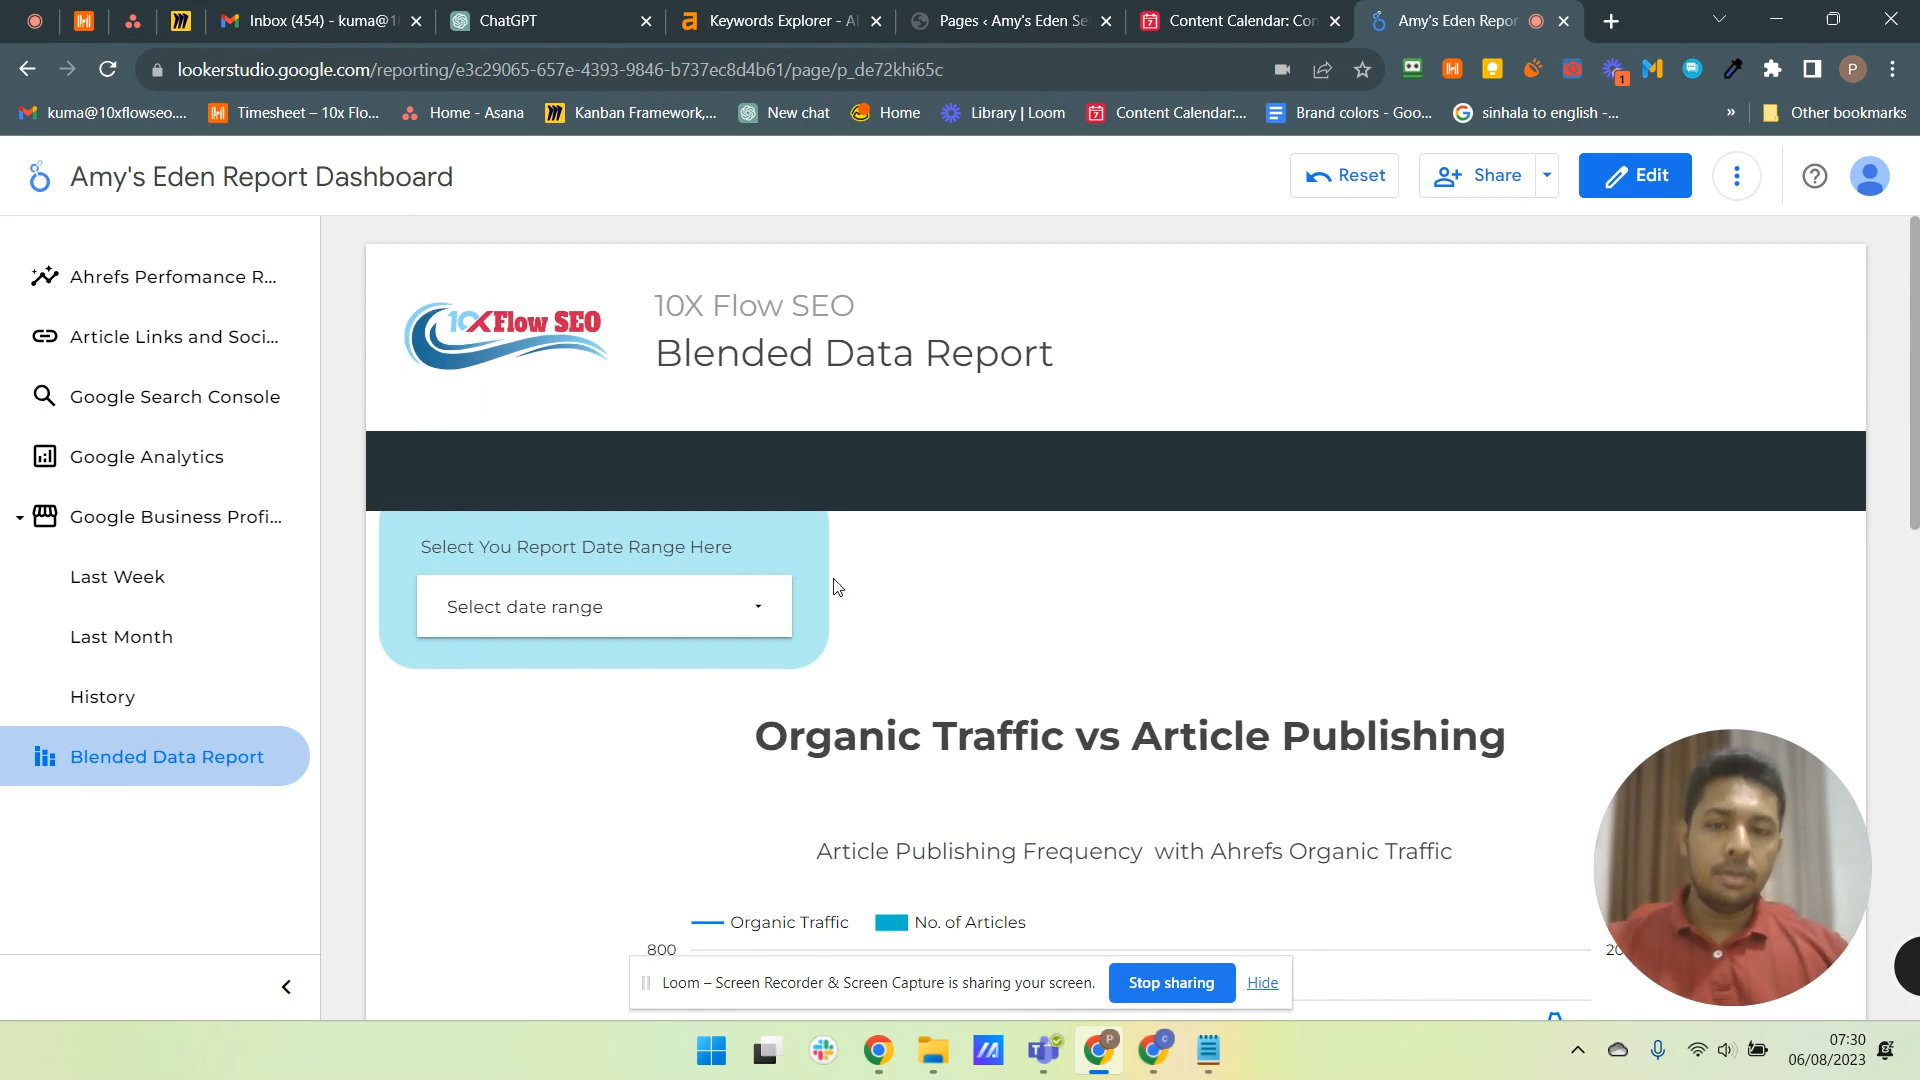 Inbox (454) - kuma@1
ChatGPT
Keywords Explorer - A
Pages ‹ Amy's Eden Se
Content Calendar: Con
Amy's Eden Repor
lookerstudio.google.com/reporting/e3c29065-657e-4393-9846-b737ec8d4b61/page/p_de72khi65c
1
P
kuma@10xflowseo....
Timesheet – 10x Flo...
Home - Asana
Kanban Framework,...
New chat
Home
Library | Loom
Content Calendar:...
Brand colors - Goo...
sinhala to english -...
»
Other bookmarks
Amy's Eden Report Dashboard
Reset
Share
Edit
Ahrefs Perfomance R...
Article Links and Soci...
Google Search Console
Google Analytics
Google Business Profi...
Last Week
Last Month
History
Blended Data Report
10XFlow SEO
10X Flow SEO
Blended Data Report
Select You Report Date Range Here
Select date range
Organic Traffic vs Article Publishing
Article Publishing Frequency with Ahrefs Organic Traffic
Organic Traffic
No. of Articles
800
Loom – Screen Recorder & Screen Capture is sharing your screen.
Stop sharing
Hide
07:30
06/08/2023